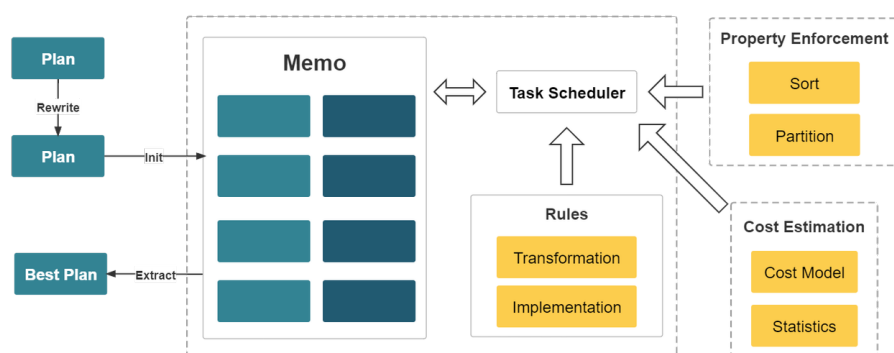 Plan
Rewrite
Plan
Init
Best Plan
Extract
Memo
Task Scheduler
Rules
Transformation
Implementation
Property Enforcement
Sort
Partition
Cost Estimation
Cost Model
Statistics